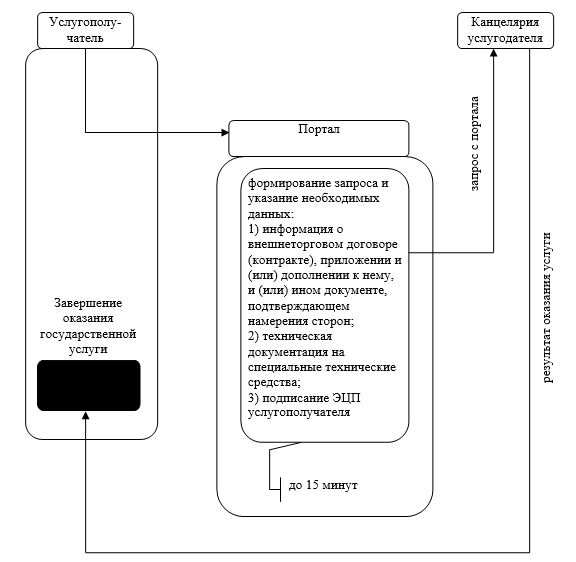 Услугополу-
чатель
Канцелярия
услугодателя
Портал
формирование запроса и
указание необходимых
данных:
1) информация о
внешнеторговом договоре
(контракте), приложении и
(или) дополнении к нему,
и (или) ином документе,
подтверждающем
намерения сторон;
2) техническая
документация на
специальные технические
средства;
3) подписание ЭЦП
услугополучателя
до 15 минут
запрос с портала
результат оказания услуги
Завершение
оказания
государственной
услуги